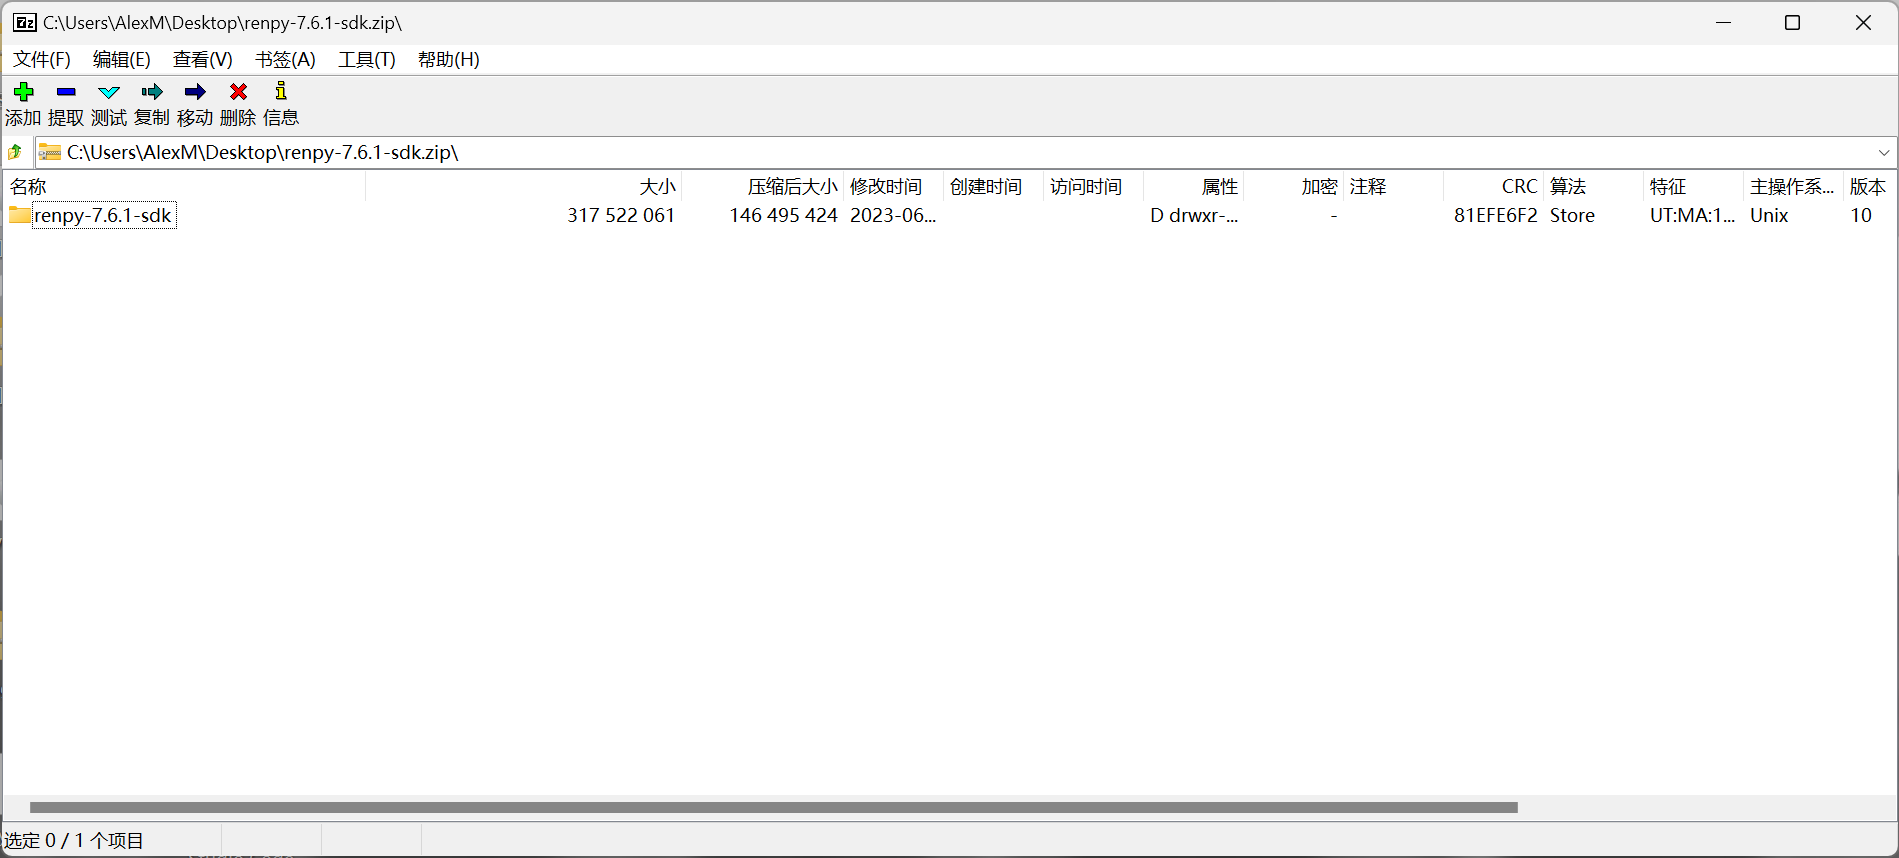 C:\Users\AlexM\Desktop\renpy-7.6.1-sdk.zip\
文件(F) 编辑(E) 查看(V) 书签(A) 工具(T) 帮助(H)
添加 提取 测试 复制 移动 删除 信息
C:\Users\AlexM\Desktop\renpy-7.6.1-sdk.zip\
名称 大小 压缩后大小 修改时间 创建时间 访问时间 属性 加密 注释 CRC 算法 特征 主操作系... 版本
renpy-7.6.1-sdk 317 522 061 146 495 424 2023-06... D drwxr-... - 81EFE6F2 Store UT:MA:1... Unix 10
选定 0 / 1 个项目